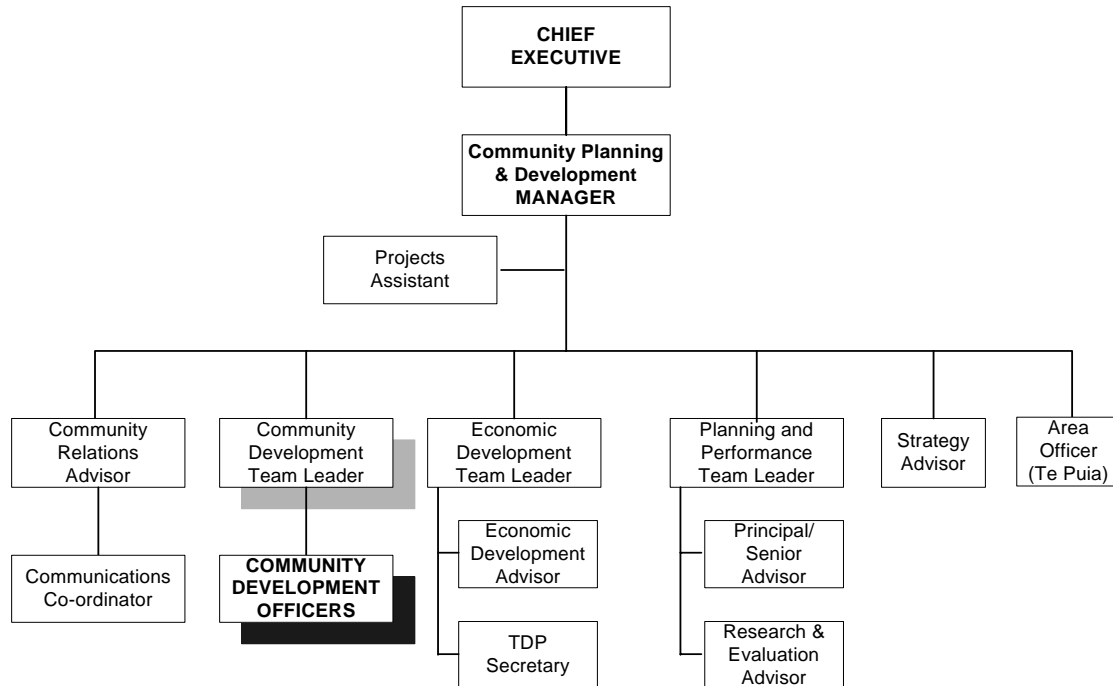 CHIEF
EXECUTIVE
Community Planning
& Development
MANAGER
Projects
Assistant
Community
Relations
Advisor
Community
Development
Team Leader
Economic
Development
Team Leader
Planning and
Performance
Team Leader
Strategy
Advisor
Area
Officer
(Te Puia)
Communications
Co-ordinator
COMMUNITY
DEVELOPMENT
OFFICERS
Economic
Development
Advisor
Principal/
Senior
Advisor
TDP
Secretary
Research &
Evaluation
Advisor